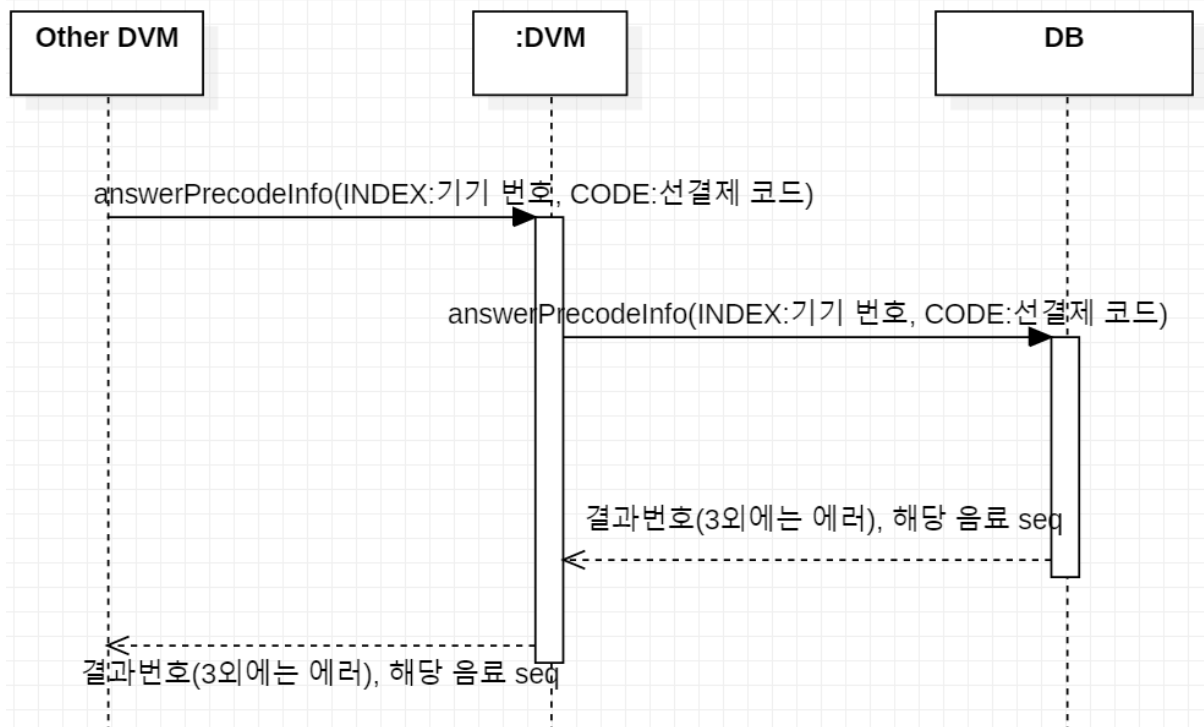 Other DVM
:DVM
DB
answerPrecodeInfo(INDEX:기기 번호, CODE:선결제 코드)
answerPrecodeInfo(INDEX:기기 번호, CODE:선결제 코드)
결과번호(3외에는 에러), 해당 음료 seq
결과번호(3외에는 에러), 해당 음료 seq